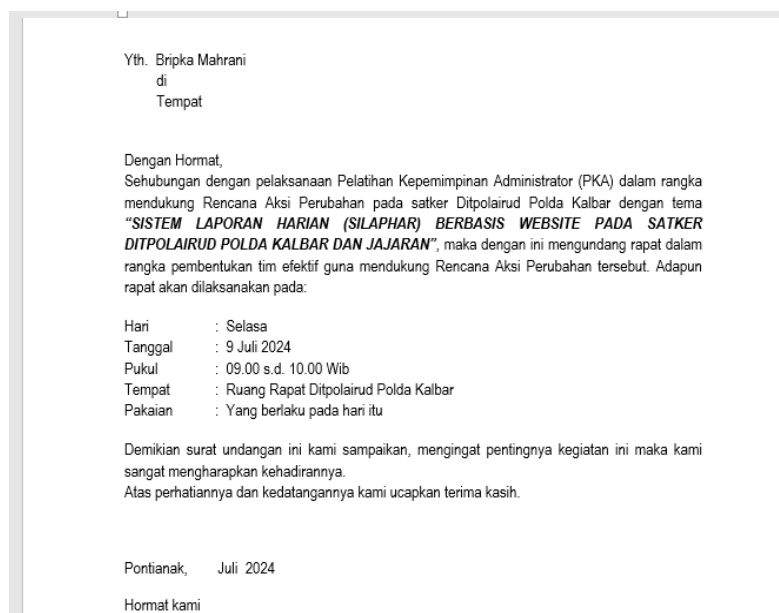 Yth. Bripka Mahrani
di
Tempat
Dengan Hormat,
Sehubungan dengan pelaksanaan Pelatihan Kepemimpinan Administrator (PKA) dalam rangka
mendukung Rencana Aksi Perubahan pada satker Ditpolairud Polda Kalbar dengan tema
“SISTEM LAPORAN HARIAN (SILAPHAR) BERBASIS WEBSITE PADA SATKER
DITPOLAIRUD POLDA KALBAR DAN JAJARAN”, maka dengan ini mengundang rapat dalam
rangka pembentukan tim efektif guna mendukung Rencana Aksi Perubahan tersebut. Adapun
rapat akan dilaksanakan pada:
Hari : Selasa
Tanggal : 9 Juli 2024
Pukul : 09.00 s.d. 10.00 Wib
Tempat : Ruang Rapat Ditpolairud Polda Kalbar
Pakaian : Yang berlaku pada hari itu
Demikian surat undangan ini kami sampaikan, mengingat pentingnya kegiatan ini maka kami
sangat mengharapkan kehadirannya.
Atas perhatiannya dan kedatangannya kami ucapkan terima kasih.
Pontianak, Juli 2024
Hormat kami